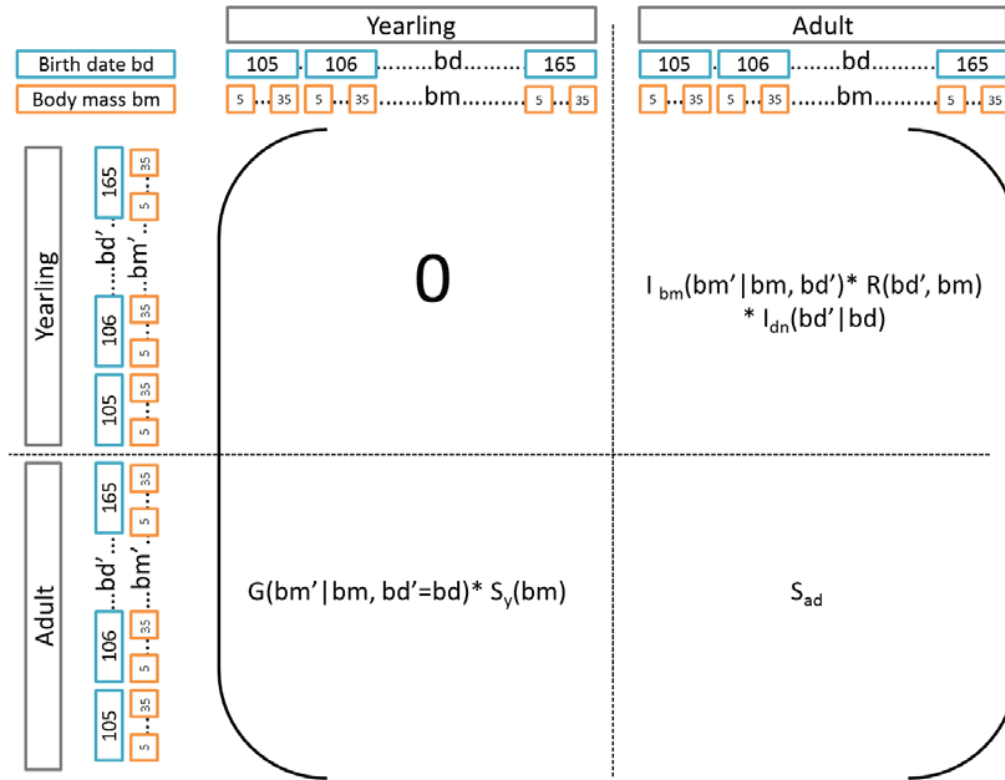 Yearling
Adult
Birth date bd
105 . 106 .........bd.......... 165
105 . 106 .........bd.......... 165
Body mass bm
5 ... 35 5 ... 35 .......bm.......... 5 ... 35
5 ... 35 5 ... 35 .......bm.......... 5 ... 35
Yearling
105 106 ......bd'.... 165
5 ... 35 5 ... 35 .....bm'... 5 ... 35
0
I bm(bm'|bm, bd')* R(bd', bm)
* Idn(bd'|bd)
Adult
105 106 ......bd'.... 165
5 ... 35 5 ... 35 .....bm'... 5 ... 35
G(bm'|bm, bd'=bd)* Sy(bm)
Sad